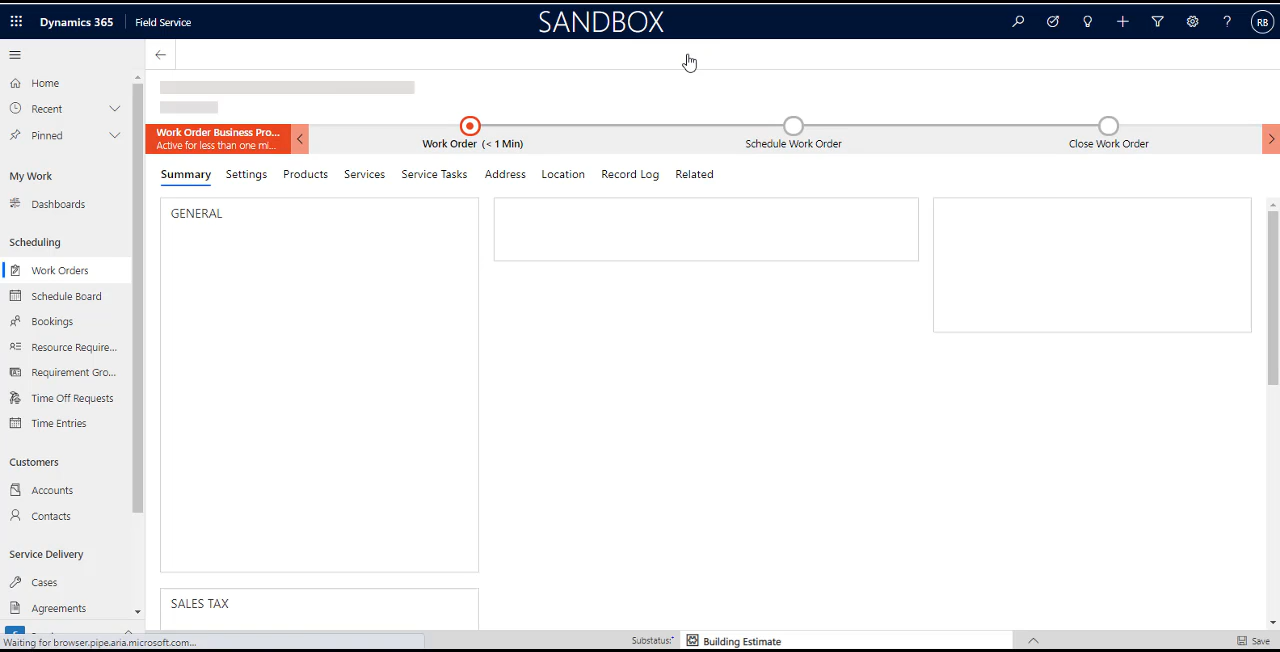 Dynamics 365 Field Service SANDBOX RB
Home
Recent
Pinned
My Work
Dashboards
Scheduling
Work Orders
Schedule Board
Bookings
Resource Require...
Requirement Gro...
Time Off Requests
Time Entries
Customers
Accounts
Contacts
Service Delivery
Cases
Agreements
Work Order Business Pro...
Active for less than one mi...
Work Order (< 1 Min)
Schedule Work Order
Close Work Order
Summary Settings Products Services Service Tasks Address Location Record Log Related
GENERAL
SALES TAX
Waiting for browser.pipe.aria.microsoft.com...
Substatus:* Building Estimate Save